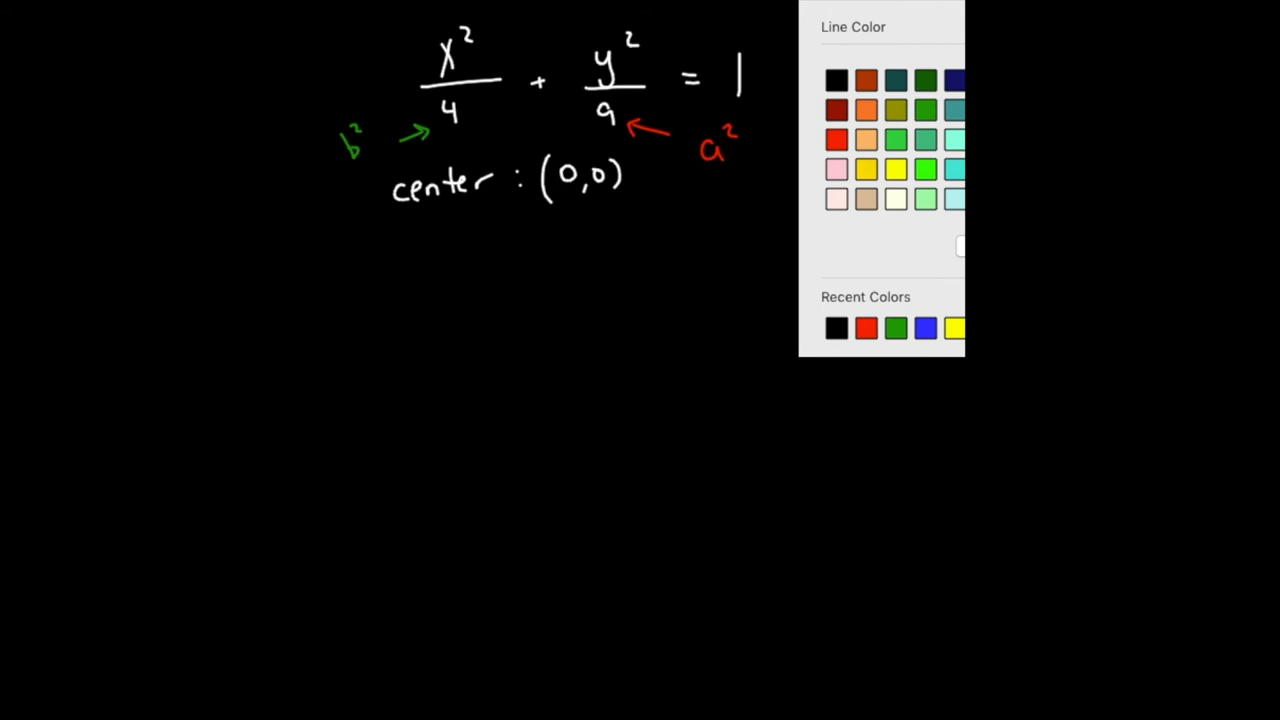 x² y²
― + ― = 1
4 9
b² → ← a²
center : (0,0)
Line Color
Recent Colors